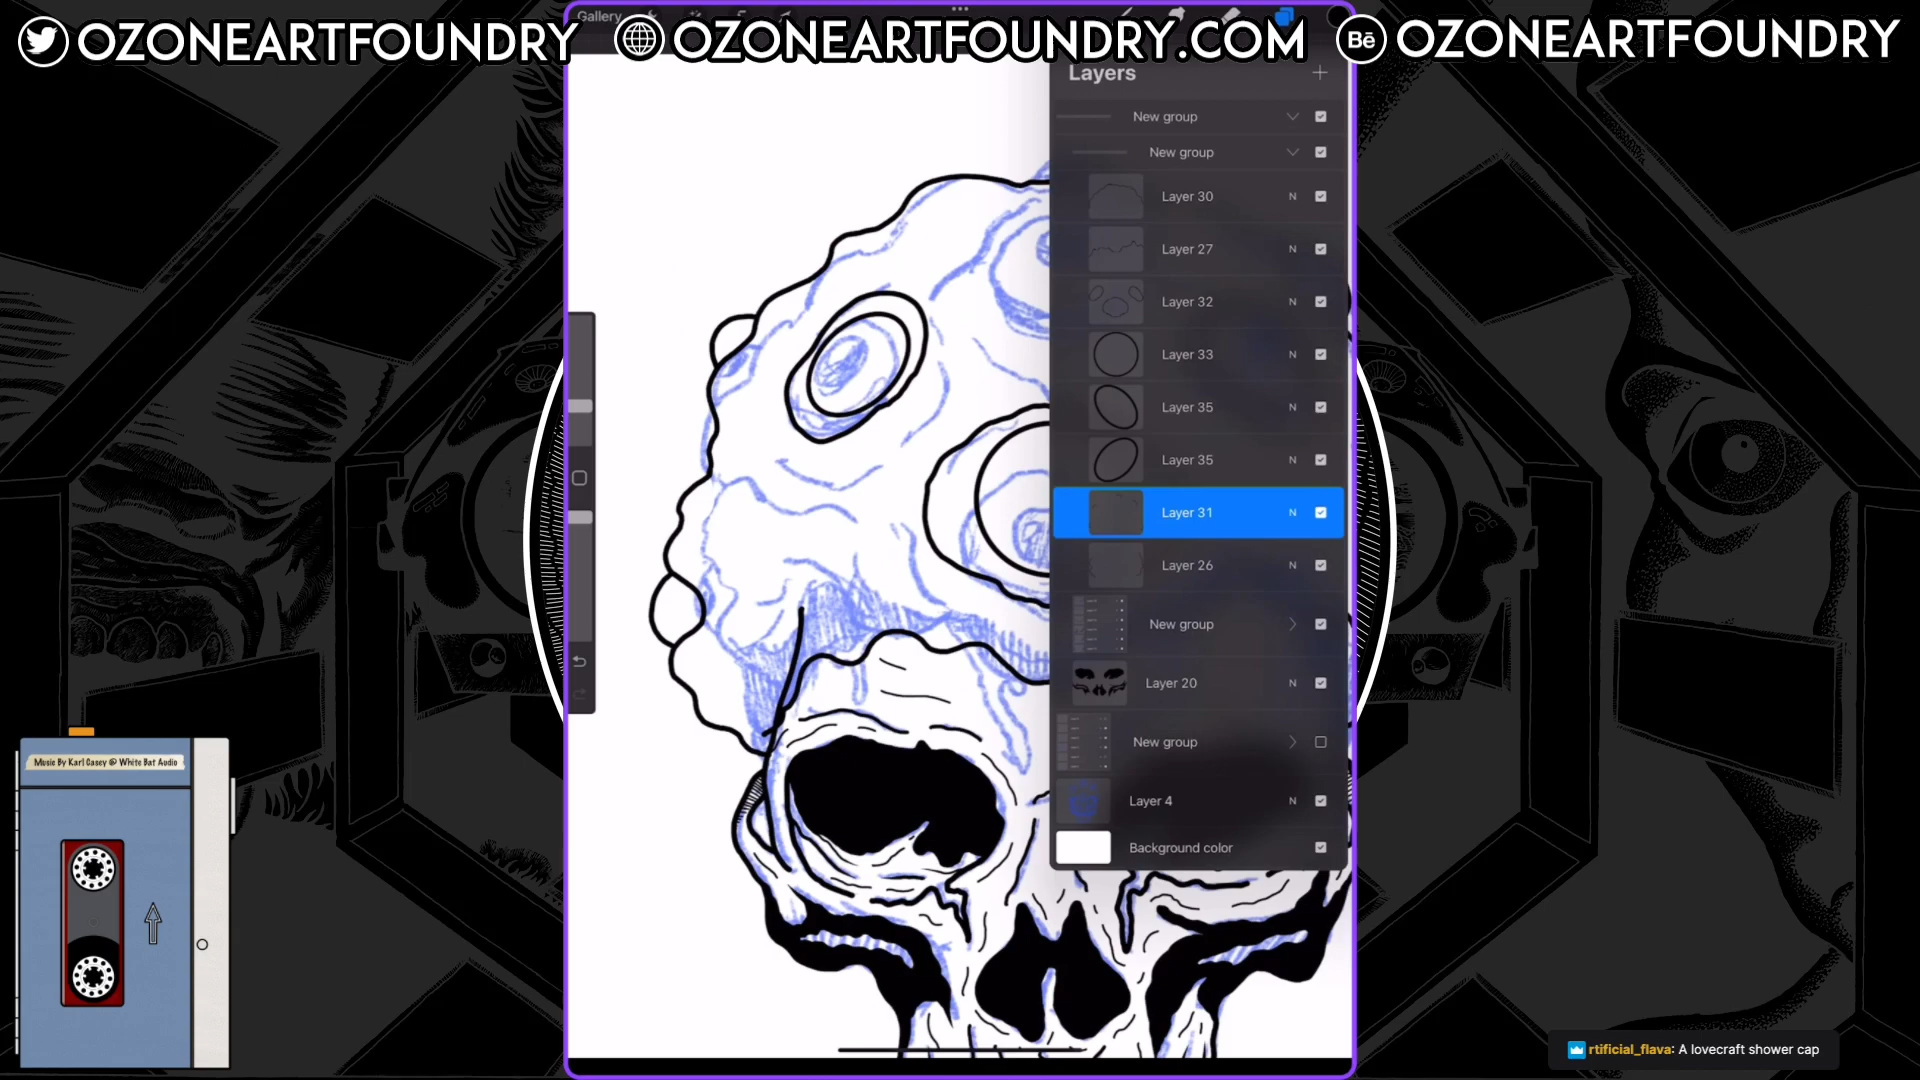 OZONEARTFOUNDRY
OZONEARTFOUNDRY.COM
Bē OZONEARTFOUNDRY
Gallery
Layers
New group
New group
Layer 30 N
Layer 27 N
Layer 32 N
Layer 33 N
Layer 35 N
Layer 35 N
Layer 31 N
Layer 26 N
New group
Layer 20 N
New group
Layer 4 N
Background color
Music By Karl Casey @ White Bat Audio
rtificial_flava: A lovecraft shower cap